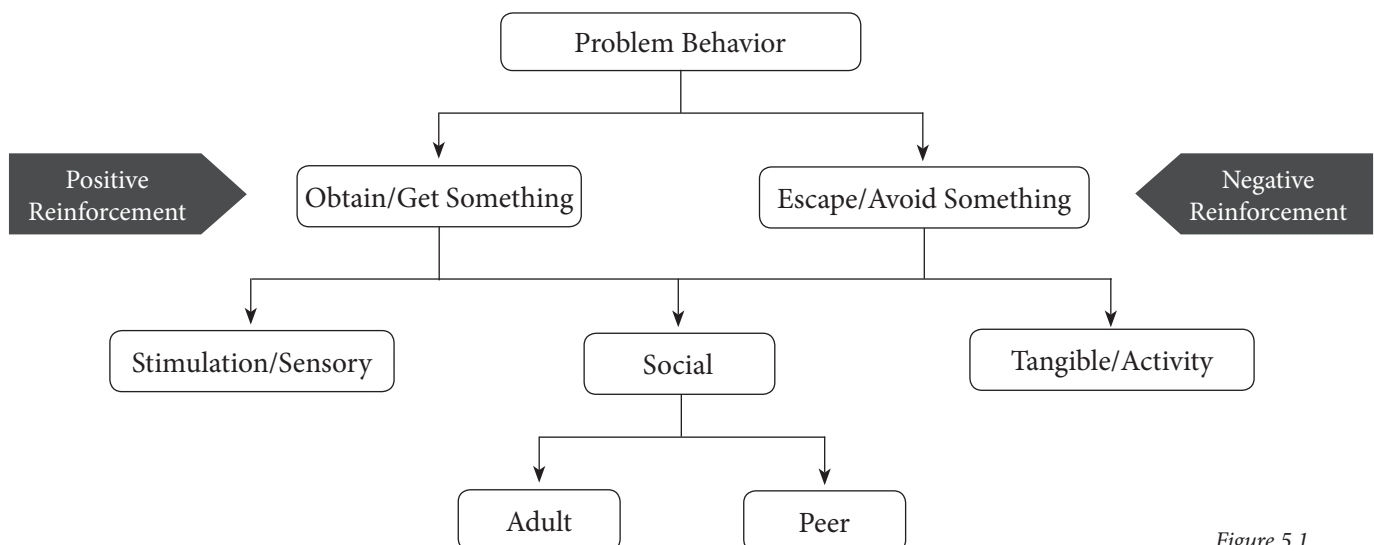 Problem Behavior
Positive
Reinforcement
Obtain/Get Something
Escape/Avoid Something
Negative
Reinforcement
Stimulation/Sensory
Social
Tangible/Activity
Adult
Peer
Figure 5.1